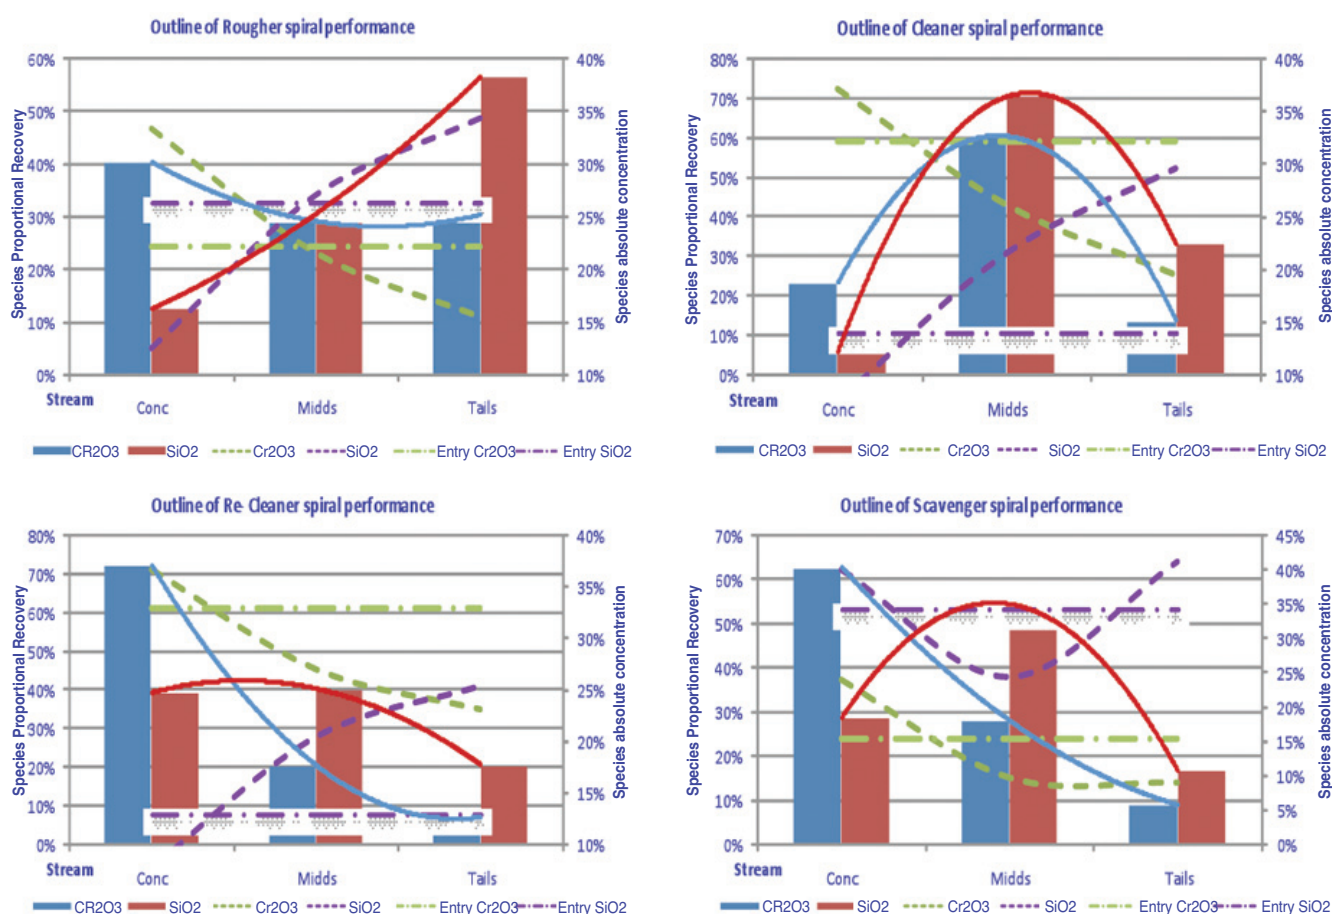 Outline of Rougher spiral performance
60%
50%
40%
30%
20%
10%
0%
Species Proportional Recovery
40%
35%
30%
25%
20%
15%
10%
Species absolute concentration
Stream
Conc
Midds
Tails
CR2O3
SiO2
Cr2O3
SiO2
Entry Cr2O3
Entry SiO2
Outline of Cleaner spiral performance
80%
70%
60%
50%
40%
30%
20%
10%
0%
Species Proportional Recovery
40%
35%
30%
25%
20%
15%
10%
Species absolute concentration
Stream
Conc
Midds
Tails
CR2O3
SiO2
Cr2O3
SiO2
Entry Cr2O3
Entry SiO2
Outline of Re- Cleaner spiral performance
80%
70%
60%
50%
40%
30%
20%
10%
0%
Species Proportional Recovery
40%
35%
30%
25%
20%
15%
10%
Species absolute concentration
Stream
Conc
Midds
Tails
CR2O3
SiO2
Cr2O3
SiO2
Entry Cr2O3
Entry SiO2
Outline of Scavenger spiral performance
70%
60%
50%
40%
30%
20%
10%
0%
Species Proportional Recovery
45%
40%
35%
30%
25%
20%
15%
10%
5%
0%
Species absolute concentration
Stream
Conc
Midds
Tails
CR2O3
SiO2
Cr2O3
SiO2
Entry Cr2O3
Entry SiO2